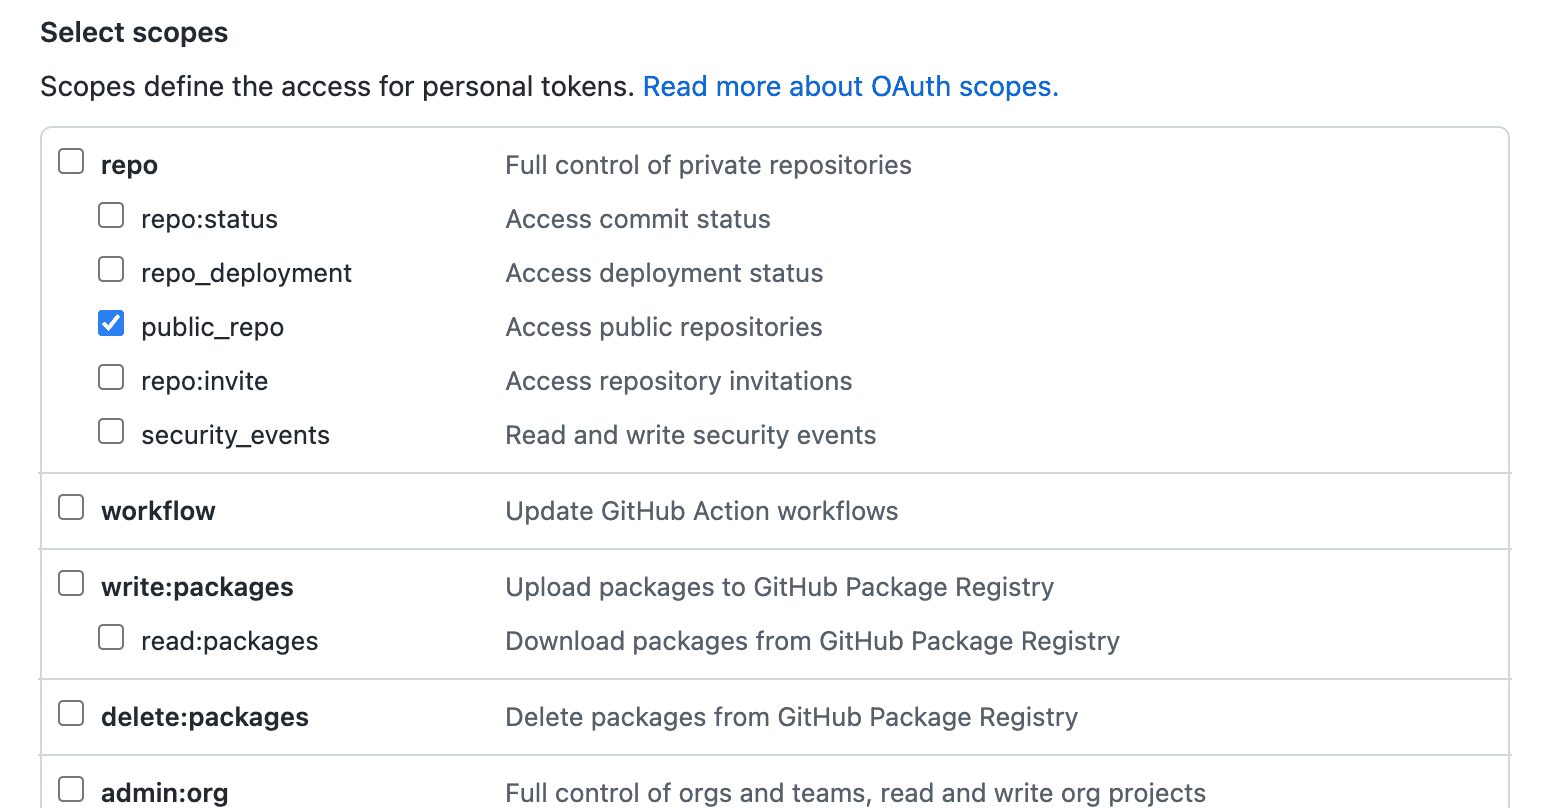 Select scopes
Scopes define the access for personal tokens. Read more about OAuth scopes.
repo Full control of private repositories
repo:status Access commit status
repo_deployment Access deployment status
public_repo Access public repositories
repo:invite Access repository invitations
security_events Read and write security events
workflow Update GitHub Action workflows
write:packages Upload packages to GitHub Package Registry
read:packages Download packages from GitHub Package Registry
delete:packages Delete packages from GitHub Package Registry
admin:org Full control of orgs and teams, read and write org projects